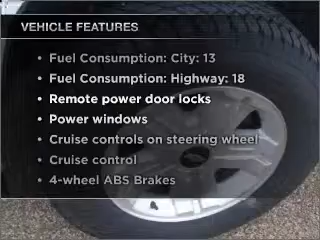 VEHICLE FEATURES
• Fuel Consumption: City: 13
• Fuel Consumption: Highway: 18
• Remote power door locks
• Power windows
• Cruise controls on steering wheel
• Cruise control
• 4-wheel ABS Brakes